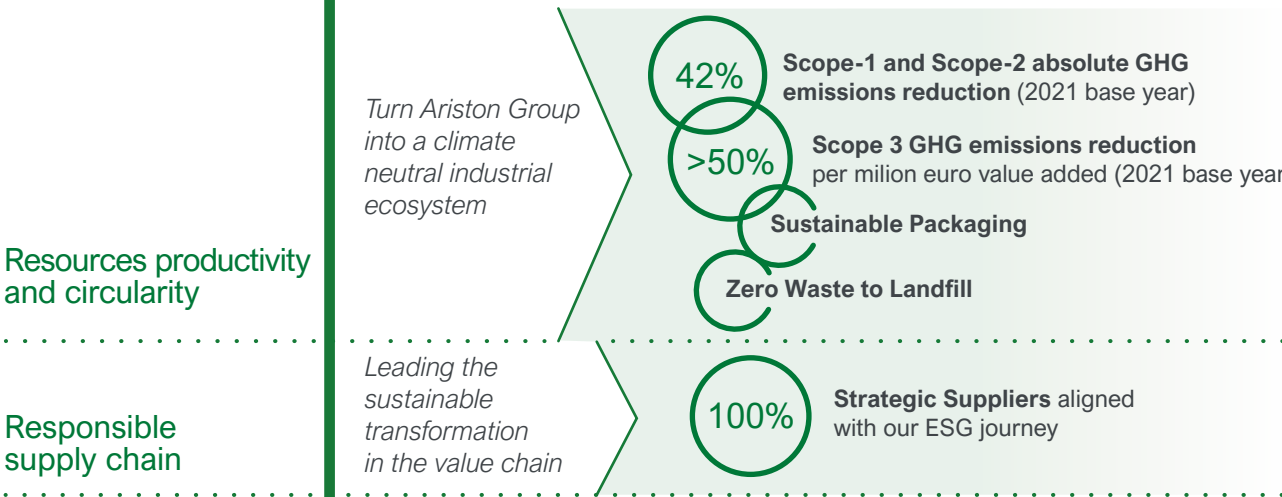 Resources productivity
and circularity
Turn Ariston Group
into a climate
neutral industrial
ecosystem
42%
Scope-1 and Scope-2 absolute GHG
emissions reduction (2021 base year)
>50%
Scope 3 GHG emissions reduction
per milion euro value added (2021 base year
Sustainable Packaging
Zero Waste to Landfill
Responsible
supply chain
Leading the
sustainable
transformation
in the value chain
100%
Strategic Suppliers aligned
with our ESG journey